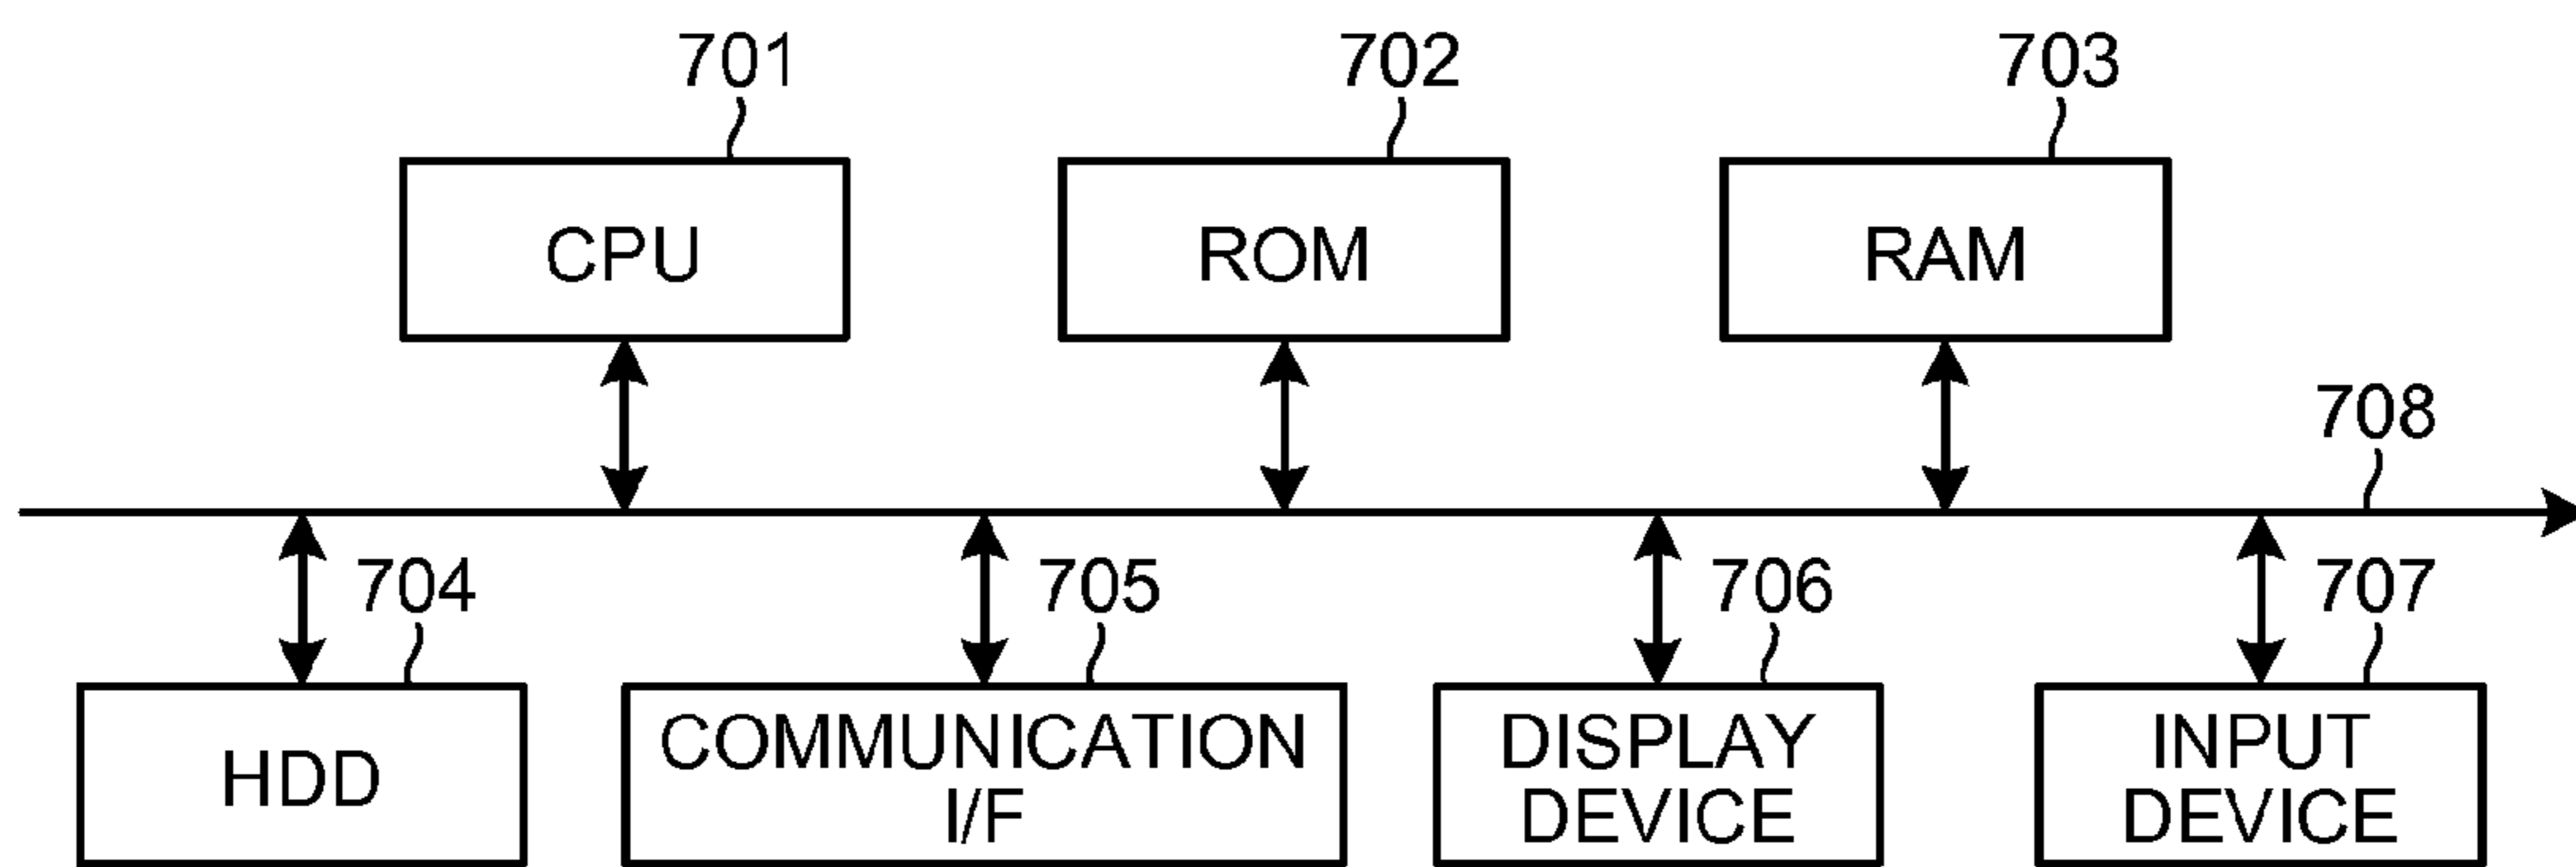 701
702
703
CPU
ROM
RAM
708
704
705
706
707
HDD
COMMUNICATION
I/F
DISPLAY
DEVICE
INPUT
DEVICE